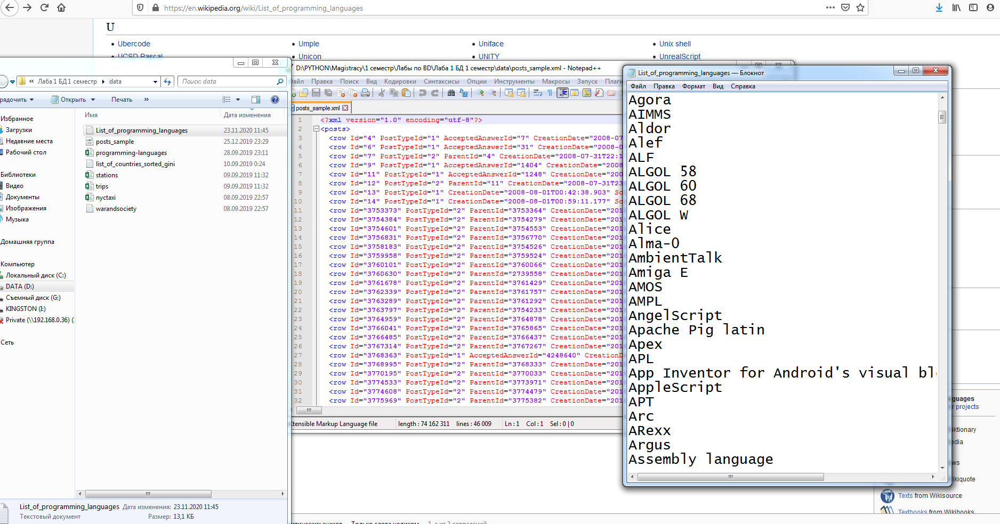 https://en.wikipedia.org/wiki/List_of_programming_languages
U
Ubercode
Umple
Uniface
Unix shell
UCSD Pascal
Unicon
UNITY
UnrealScript
« Лаба 1 БД 1 семестр ▸ data
Поиск: data
Открыть
Печать
»
Имя
Дата изменения
Избранное
Загрузки
Недавние места
Рабочий стол
Библиотеки
Видео
Документы
Изображения
Музыка
Домашняя группа
Компьютер
Локальный диск (C:)
DATA (D:)
Съемный диск (G:)
KINGSTON (I:)
Private (\\192.168.0.36) (
Сеть
List_of_programming_languages 23.11.2020 11:45
posts_sample 25.12.2019 23:29
programming-languages 28.09.2019 23:11
list_of_countries_sorted_gini 10.09.2019 0:24
stations 09.09.2019 11:32
trips 09.09.2019 11:32
nyctaxi 08.09.2019 22:57
warandsociety 08.09.2019 22:57
List_of_programming_languages Дата изменения: 23.11.2020 11:45
Текстовый документ Размер: 13,1 КБ
D:\PYTHON\Magistracy\1 семестр\Лабы по BD\Лаба 1 БД 1 семестр\data\posts_sample.xml - Notepad++
Правка Поиск Вид Кодировки Синтаксисы Опции Инструменты Макросы Запуск
posts_sample.xml
1 <?xml version="1.0" encoding="utf-8"?>
2 <posts>
3 <row Id="4" PostTypeId="1" AcceptedAnswerId="7" CreationDate="2008-07
4 <row Id="6" PostTypeId="1" AcceptedAnswerId="31" CreationDate="2008-0
5 <row Id="7" PostTypeId="2" ParentId="4" CreationDate="2008-07-31T22:1
6 <row Id="9" PostTypeId="1" AcceptedAnswerId="1404" CreationDate="2008
7 <row Id="11" PostTypeId="1" AcceptedAnswerId="1248" CreationDate="200
8 <row Id="12" PostTypeId="2" ParentId="11" CreationDate="2008-07-31T23
9 <row Id="13" PostTypeId="1" CreationDate="2008-08-01T00:42:38.903" Sc
10 <row Id="14" PostTypeId="1" CreationDate="2008-08-01T00:59:11.177" Sc
11 <row Id="3753373" PostTypeId="2" ParentId="3753364" CreationDate="201
12 <row Id="3754384" PostTypeId="2" ParentId="3754279" CreationDate="201
13 <row Id="3754601" PostTypeId="2" ParentId="3754553" CreationDate="201
14 <row Id="3756831" PostTypeId="2" ParentId="3756770" CreationDate="201
15 <row Id="3758183" PostTypeId="2" ParentId="3754526" CreationDate="201
16 <row Id="3759958" PostTypeId="2" ParentId="3759524" CreationDate="201
17 <row Id="3760101" PostTypeId="2" ParentId="3760066" CreationDate="201
18 <row Id="3760630" PostTypeId="2" ParentId="2739558" CreationDate="201
19 <row Id="3761678" PostTypeId="2" ParentId="3761429" CreationDate="201
20 <row Id="3762339" PostTypeId="2" ParentId="3761757" CreationDate="201
21 <row Id="3763289" PostTypeId="2" ParentId="3761292" CreationDate="201
22 <row Id="3763797" PostTypeId="2" ParentId="3754233" CreationDate="201
23 <row Id="3764959" PostTypeId="2" ParentId="3764878" CreationDate="201
24 <row Id="3766041" PostTypeId="2" ParentId="3765865" CreationDate="201
25 <row Id="3766485" PostTypeId="2" ParentId="3766437" CreationDate="201
26 <row Id="3767314" PostTypeId="2" ParentId="3767267" CreationDate="201
27 <row Id="3768363" PostTypeId="1" AcceptedAnswerId="4248640" CreationD
28 <row Id="3768995" PostTypeId="2" ParentId="3768333" CreationDate="201
29 <row Id="3770195" PostTypeId="2" ParentId="3770033" CreationDate="201
30 <row Id="3774533" PostTypeId="2" ParentId="3773971" CreationDate="201
31 <row Id="3774608" PostTypeId="2" ParentId="3774479" CreationDate="201
32 <row Id="3775969" PostTypeId="2" ParentId="3775382" CreationDate="201
Xtensible Markup Language file length : 74 162 311 lines : 46 009 Ln : 1 Col : 1 Sel : 0 | 0
List_of_programming_languages — Блокнот
Файл Правка Формат Вид Справка
Agora
AIMMS
Aldor
Alef
ALF
ALGOL 58
ALGOL 60
ALGOL 68
ALGOL W
Alice
Alma-0
AmbientTalk
Amiga E
AMOS
AMPL
AngelScript
Apache Pig latin
Apex
APL
App Inventor for Android's visual bl
AppleScript
APT
Arc
ARexx
Argus
Assembly language
guages
r projects
Texts from Wikisource
Textbooks from Wikibooks
Только слова целиком